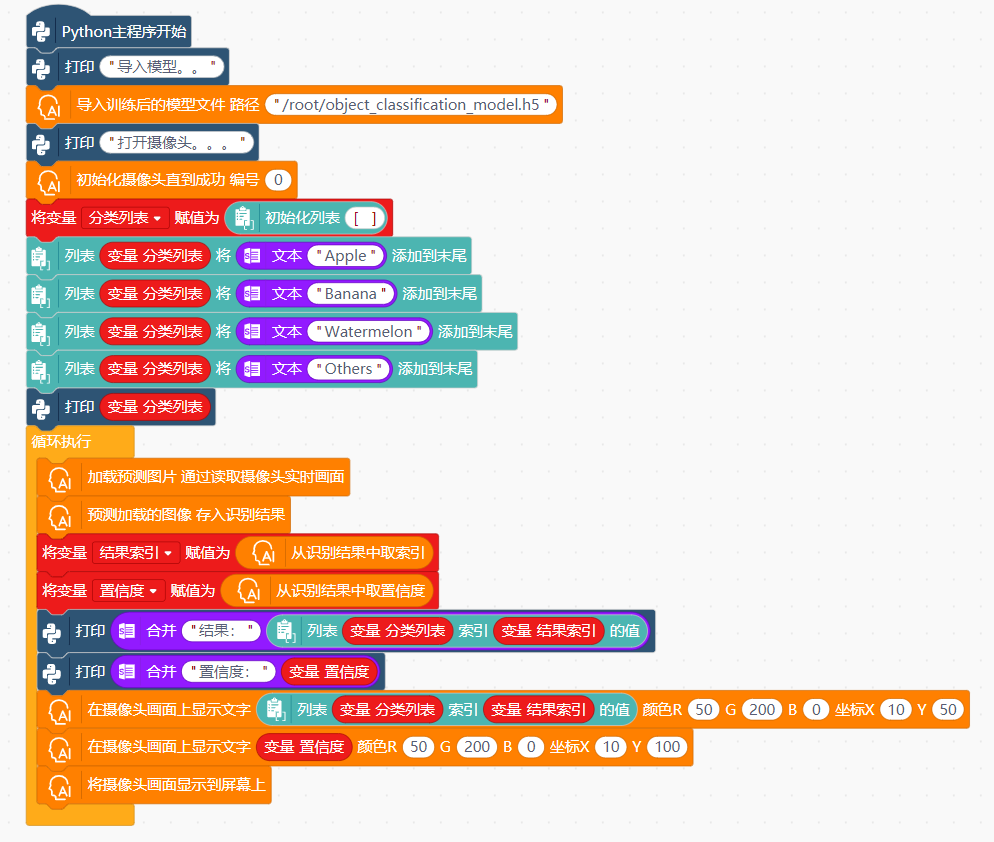 Python主程序开始
打印 "导入模型。。"
导入训练后的模型文件 路径 "/root/object_classification_model.h5"
打印 "打开摄像头。。。"
初始化摄像头直到成功 编号 0
将变量 分类列表 赋值为 初始化列表 [ ]
列表 变量 分类列表 将 文本 "Apple" 添加到末尾
列表 变量 分类列表 将 文本 "Banana" 添加到末尾
列表 变量 分类列表 将 文本 "Watermelon" 添加到末尾
列表 变量 分类列表 将 文本 "Others" 添加到末尾
打印 变量 分类列表
循环执行
AI 加载预测图片 通过读取摄像头实时画面
AI 预测加载的图像 存入识别结果
将变量 结果索引 赋值为 AI 从识别结果中取索引
将变量 置信度 赋值为 AI 从识别结果中取置信度
打印 合并 "结果：" 列表 变量 分类列表 索引 变量 结果索引 的值
打印 合并 "置信度：" 变量 置信度
AI 在摄像头画面上显示文字 列表 变量 分类列表 索引 变量 结果索引 的值 颜色R 50 G 200 B 0 坐标X 10 Y 50
AI 在摄像头画面上显示文字 变量 置信度 颜色R 50 G 200 B 0 坐标X 10 Y 100
AI 将摄像头画面显示到屏幕上